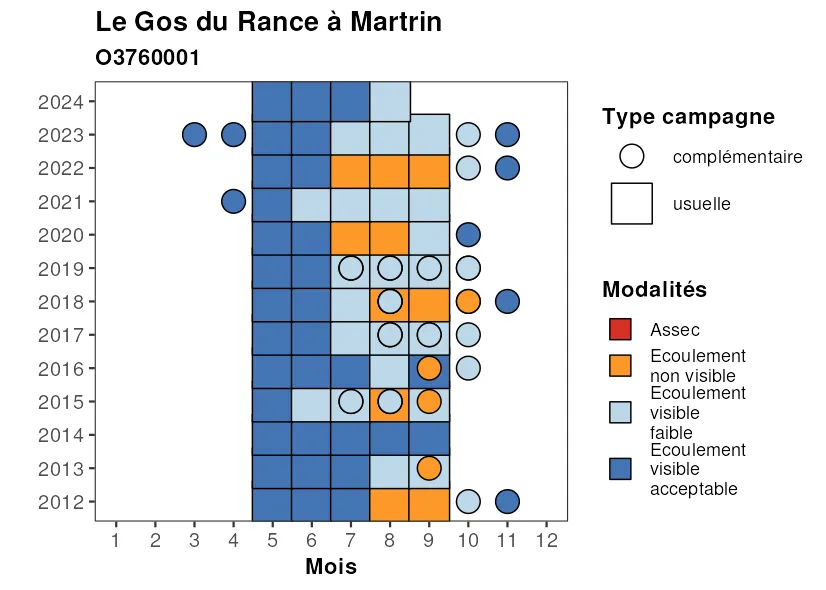 Le Gos du Rance à Martrin
O3760001
2024
2023
2022
2021
2020
2019
2018
2017
2016
2015
2014
2013
2012
1 2 3 4 5 6 7 8 9 10 11 12
Mois
Type campagne
complémentaire
usuelle
Modalités
Assec
Ecoulement
non visible
Ecoulement
visible
faible
Ecoulement
visible
acceptable